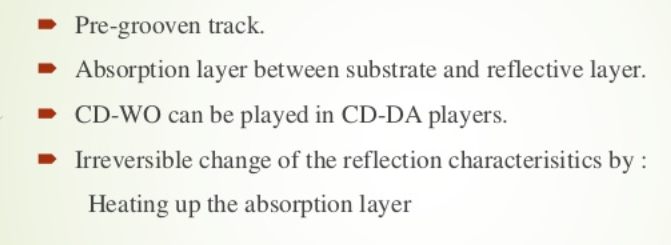 Pre-grooven track.
Absorption layer between substrate and reflective layer.
CD-WO can be played in CD-DA players.
Irreversible change of the reflection characterisitics by :
Heating up the absorption layer